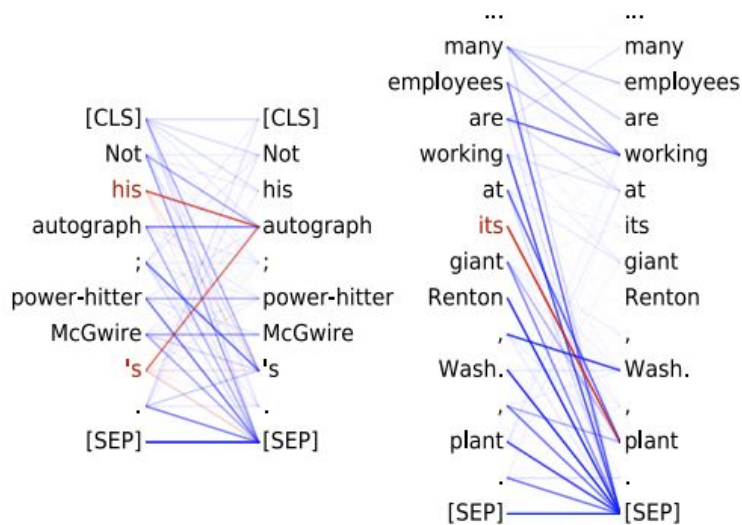 [CLS] [CLS]
Not Not
his his
autograph autograph
; ;
power-hitter power-hitter
McGwire McGwire
's 's
. .
[SEP] [SEP]
... ...
many many
employees employees
are are
working working
at at
its its
giant giant
Renton Renton
, ,
Wash. Wash.
, ,
plant plant
. .
[SEP] [SEP]